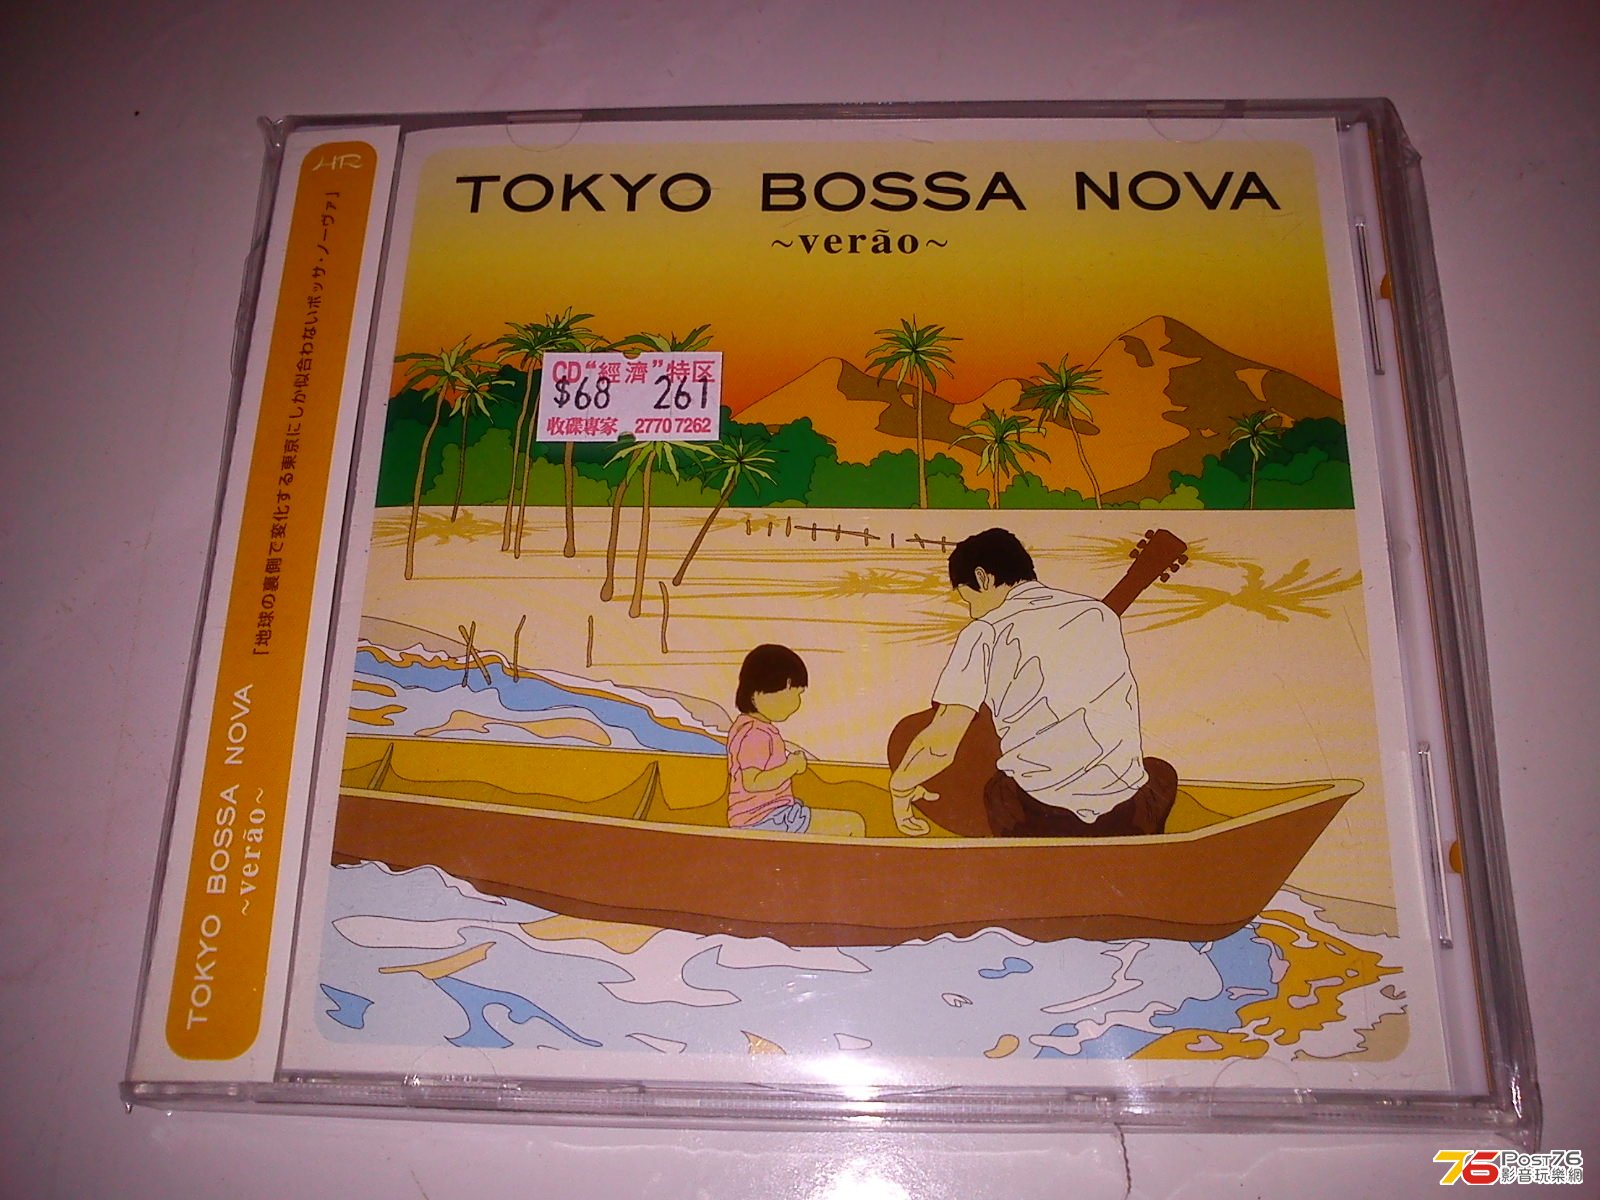 TOKYO BOSSA NOVA
~verão~
CD“經濟”特区
$68 261
收碟專家 2770 7262
HR
「地球の裏側で変化する東京にしか似合わないボッサ・ノーヴァ」
TOKYO BOSSA NOVA
~verão~
76 Post76
影音玩樂網